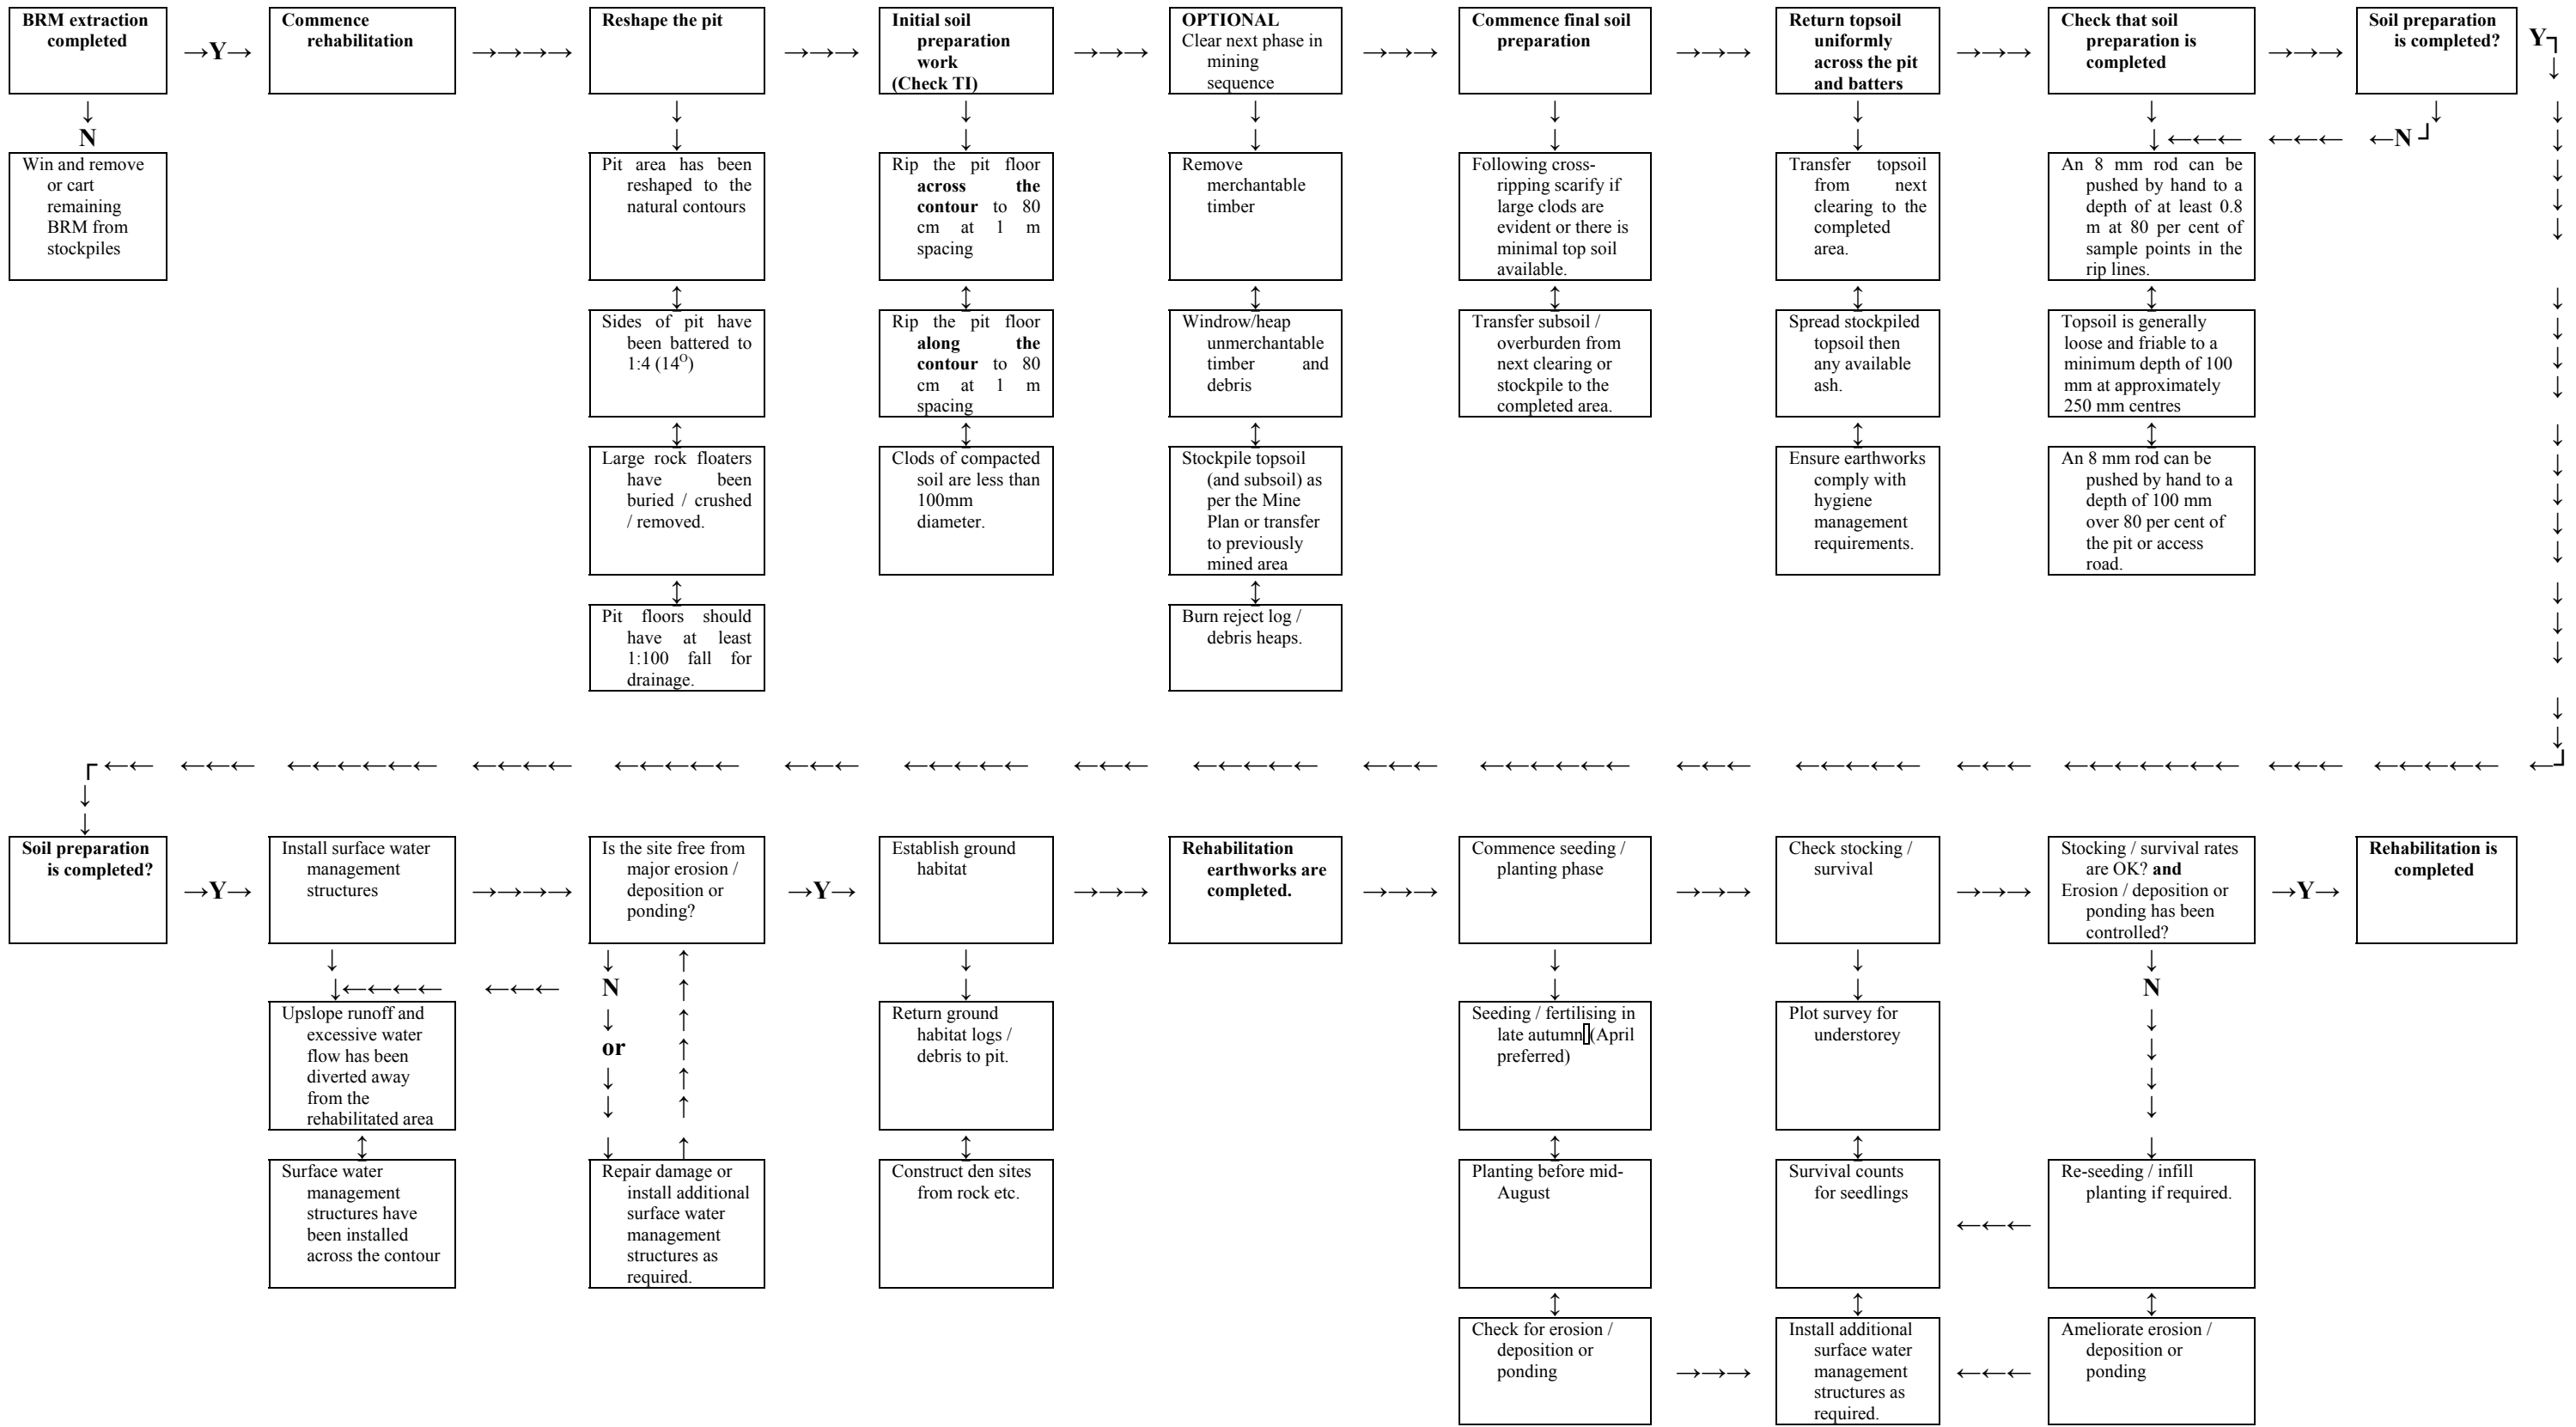 BRM extraction
completed
→Y→
Commence
rehabilitation
→→→→
Reshape the pit
→→→
Initial soil
preparation
work
(Check TI)
→→→
OPTIONAL
Clear next phase in
mining
sequence
→→→
Commence final soil
preparation
→→→
Return topsoil
uniformly
across the pit
and batters
→→→
Check that soil
preparation is
completed
→→→
Soil preparation
is completed?
Y
N
Win and remove
or cart
remaining
BRM from
stockpiles
Pit area has been
reshaped to the
natural contours
Sides of pit have
been battered to
1:4 (14O)
Large rock floaters
have been
buried / crushed
/ removed.
Pit floors should
have at least
1:100 fall for
drainage.
Rip the pit floor
across the
contour to 80
cm at 1 m
spacing
Rip the pit floor
along the
contour to 80
cm at 1 m
spacing
Clods of compacted
soil are less than
100mm
diameter.
Remove
merchantable
timber
Windrow/heap
unmerchantable
timber and
debris
Stockpile topsoil
(and subsoil) as
per the Mine
Plan or transfer
to previously
mined area
Burn reject log /
debris heaps.
Following cross-
ripping scarify if
large clods are
evident or there is
minimal top soil
available.
Transfer subsoil /
overburden from
next clearing or
stockpile to the
completed area.
Transfer topsoil
from next
clearing to the
completed
area.
Spread stockpiled
topsoil then
any available
ash.
Ensure earthworks
comply with
hygiene
management
requirements.
←←← ←←← ←N
An 8 mm rod can be
pushed by hand to a
depth of at least 0.8
m at 80 per cent of
sample points in the
rip lines.
Topsoil is generally
loose and friable to a
minimum depth of 100
mm at approximately
250 mm centres
An 8 mm rod can be
pushed by hand to a
depth of 100 mm
over 80 per cent of
the pit or access
road.
Soil preparation
is completed?
→Y→
Install surface water
management
structures
→→→→
Is the site free from
major erosion /
deposition or
ponding?
→Y→
Establish ground
habitat
→→→
Rehabilitation
earthworks are
completed.
→→→
Commence seeding /
planting phase
→→→
Check stocking /
survival
→→→
Stocking / survival rates
are OK? and
Erosion / deposition or
ponding has been
controlled?
→Y→
Rehabilitation is
completed
Upslope runoff and
excessive water
flow has been
diverted away
from the
rehabilitated area
Surface water
management
structures have
been installed
across the contour
←←←← ←←← N
or
Repair damage or
install additional
surface water
management
structures as
required.
Return ground
habitat logs /
debris to pit.
Construct den sites
from rock etc.
Seeding / fertilising in
late autumn (April
preferred)
Planting before mid-
August
Check for erosion /
deposition or
ponding
→→→
Plot survey for
understorey
Survival counts
for seedlings
Install additional
surface water
management
structures as
required.
N
Re-seeding / infill
planting if required.
←←←
Ameliorate erosion /
deposition or
ponding
←←←